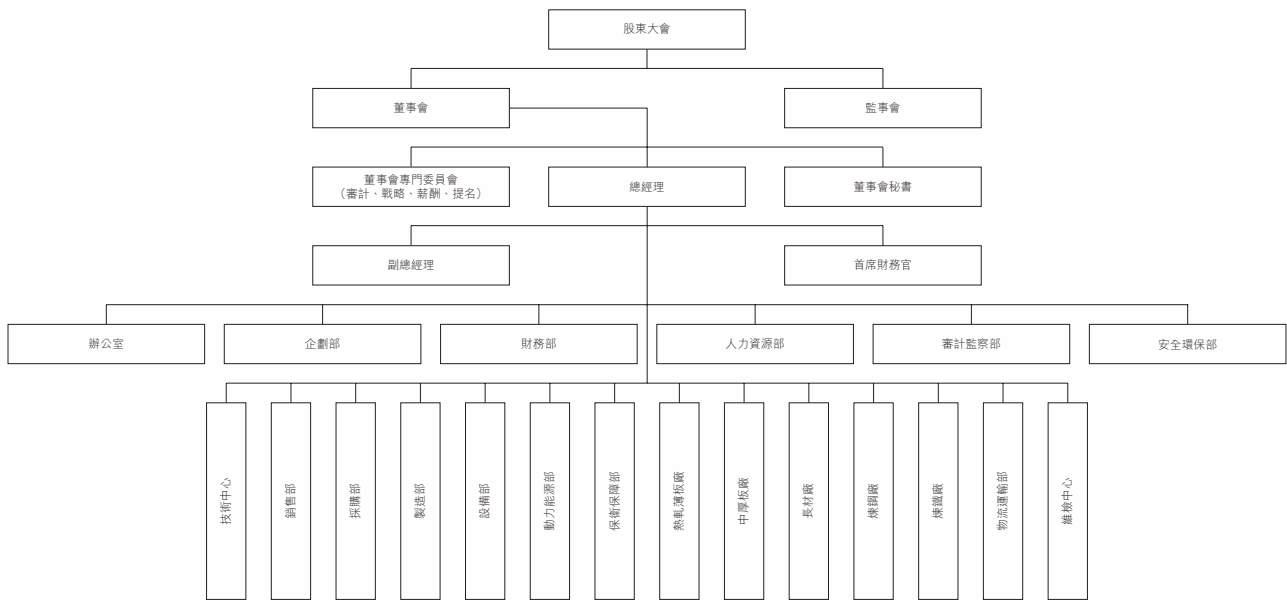 股東大會
董事會
監事會
董事會專門委員會
（審計、戰略、薪酬、提名）
總經理
董事會秘書
副總經理
首席財務官
辦公室
企劃部
財務部
人力資源部
審計監察部
安全環保部
技術中心
銷售部
採購部
製造部
設備部
動力能源部
保衛保障部
熱軋薄板廠
中厚板廠
長材廠
煉鋼廠
煉鐵廠
物流運輸部
維檢中心